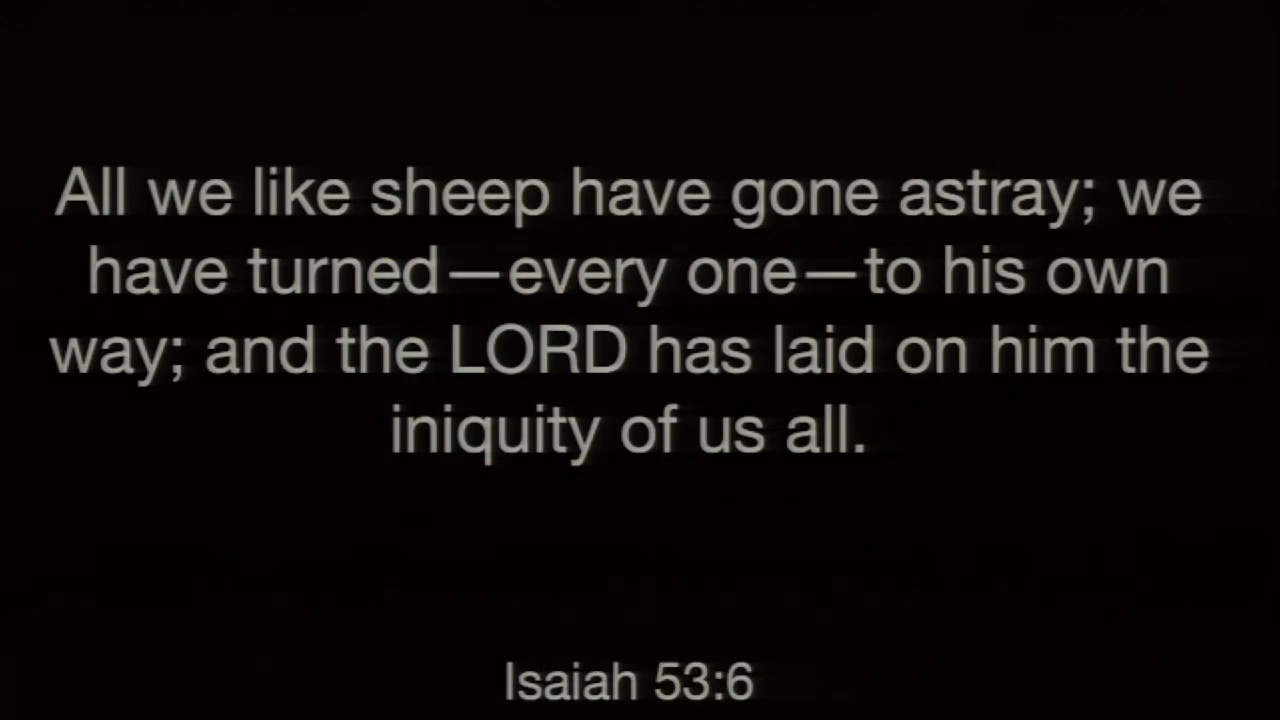 All we like sheep have gone astray; we
have turned—every one—to his own
way; and the LORD has laid on him the
iniquity of us all.
Isaiah 53:6